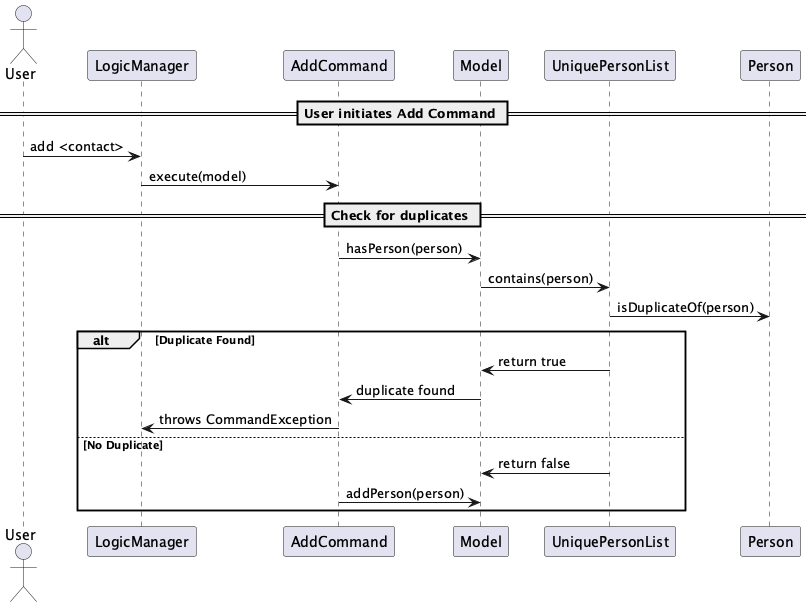 User
LogicManager
AddCommand
Model
UniquePersonList
Person
User initiates Add Command
add <contact>
execute(model)
Check for duplicates
hasPerson(person)
contains(person)
isDuplicateOf(person)
alt
[Duplicate Found]
return true
duplicate found
throws CommandException
[No Duplicate]
return false
addPerson(person)
User
LogicManager
AddCommand
Model
UniquePersonList
Person